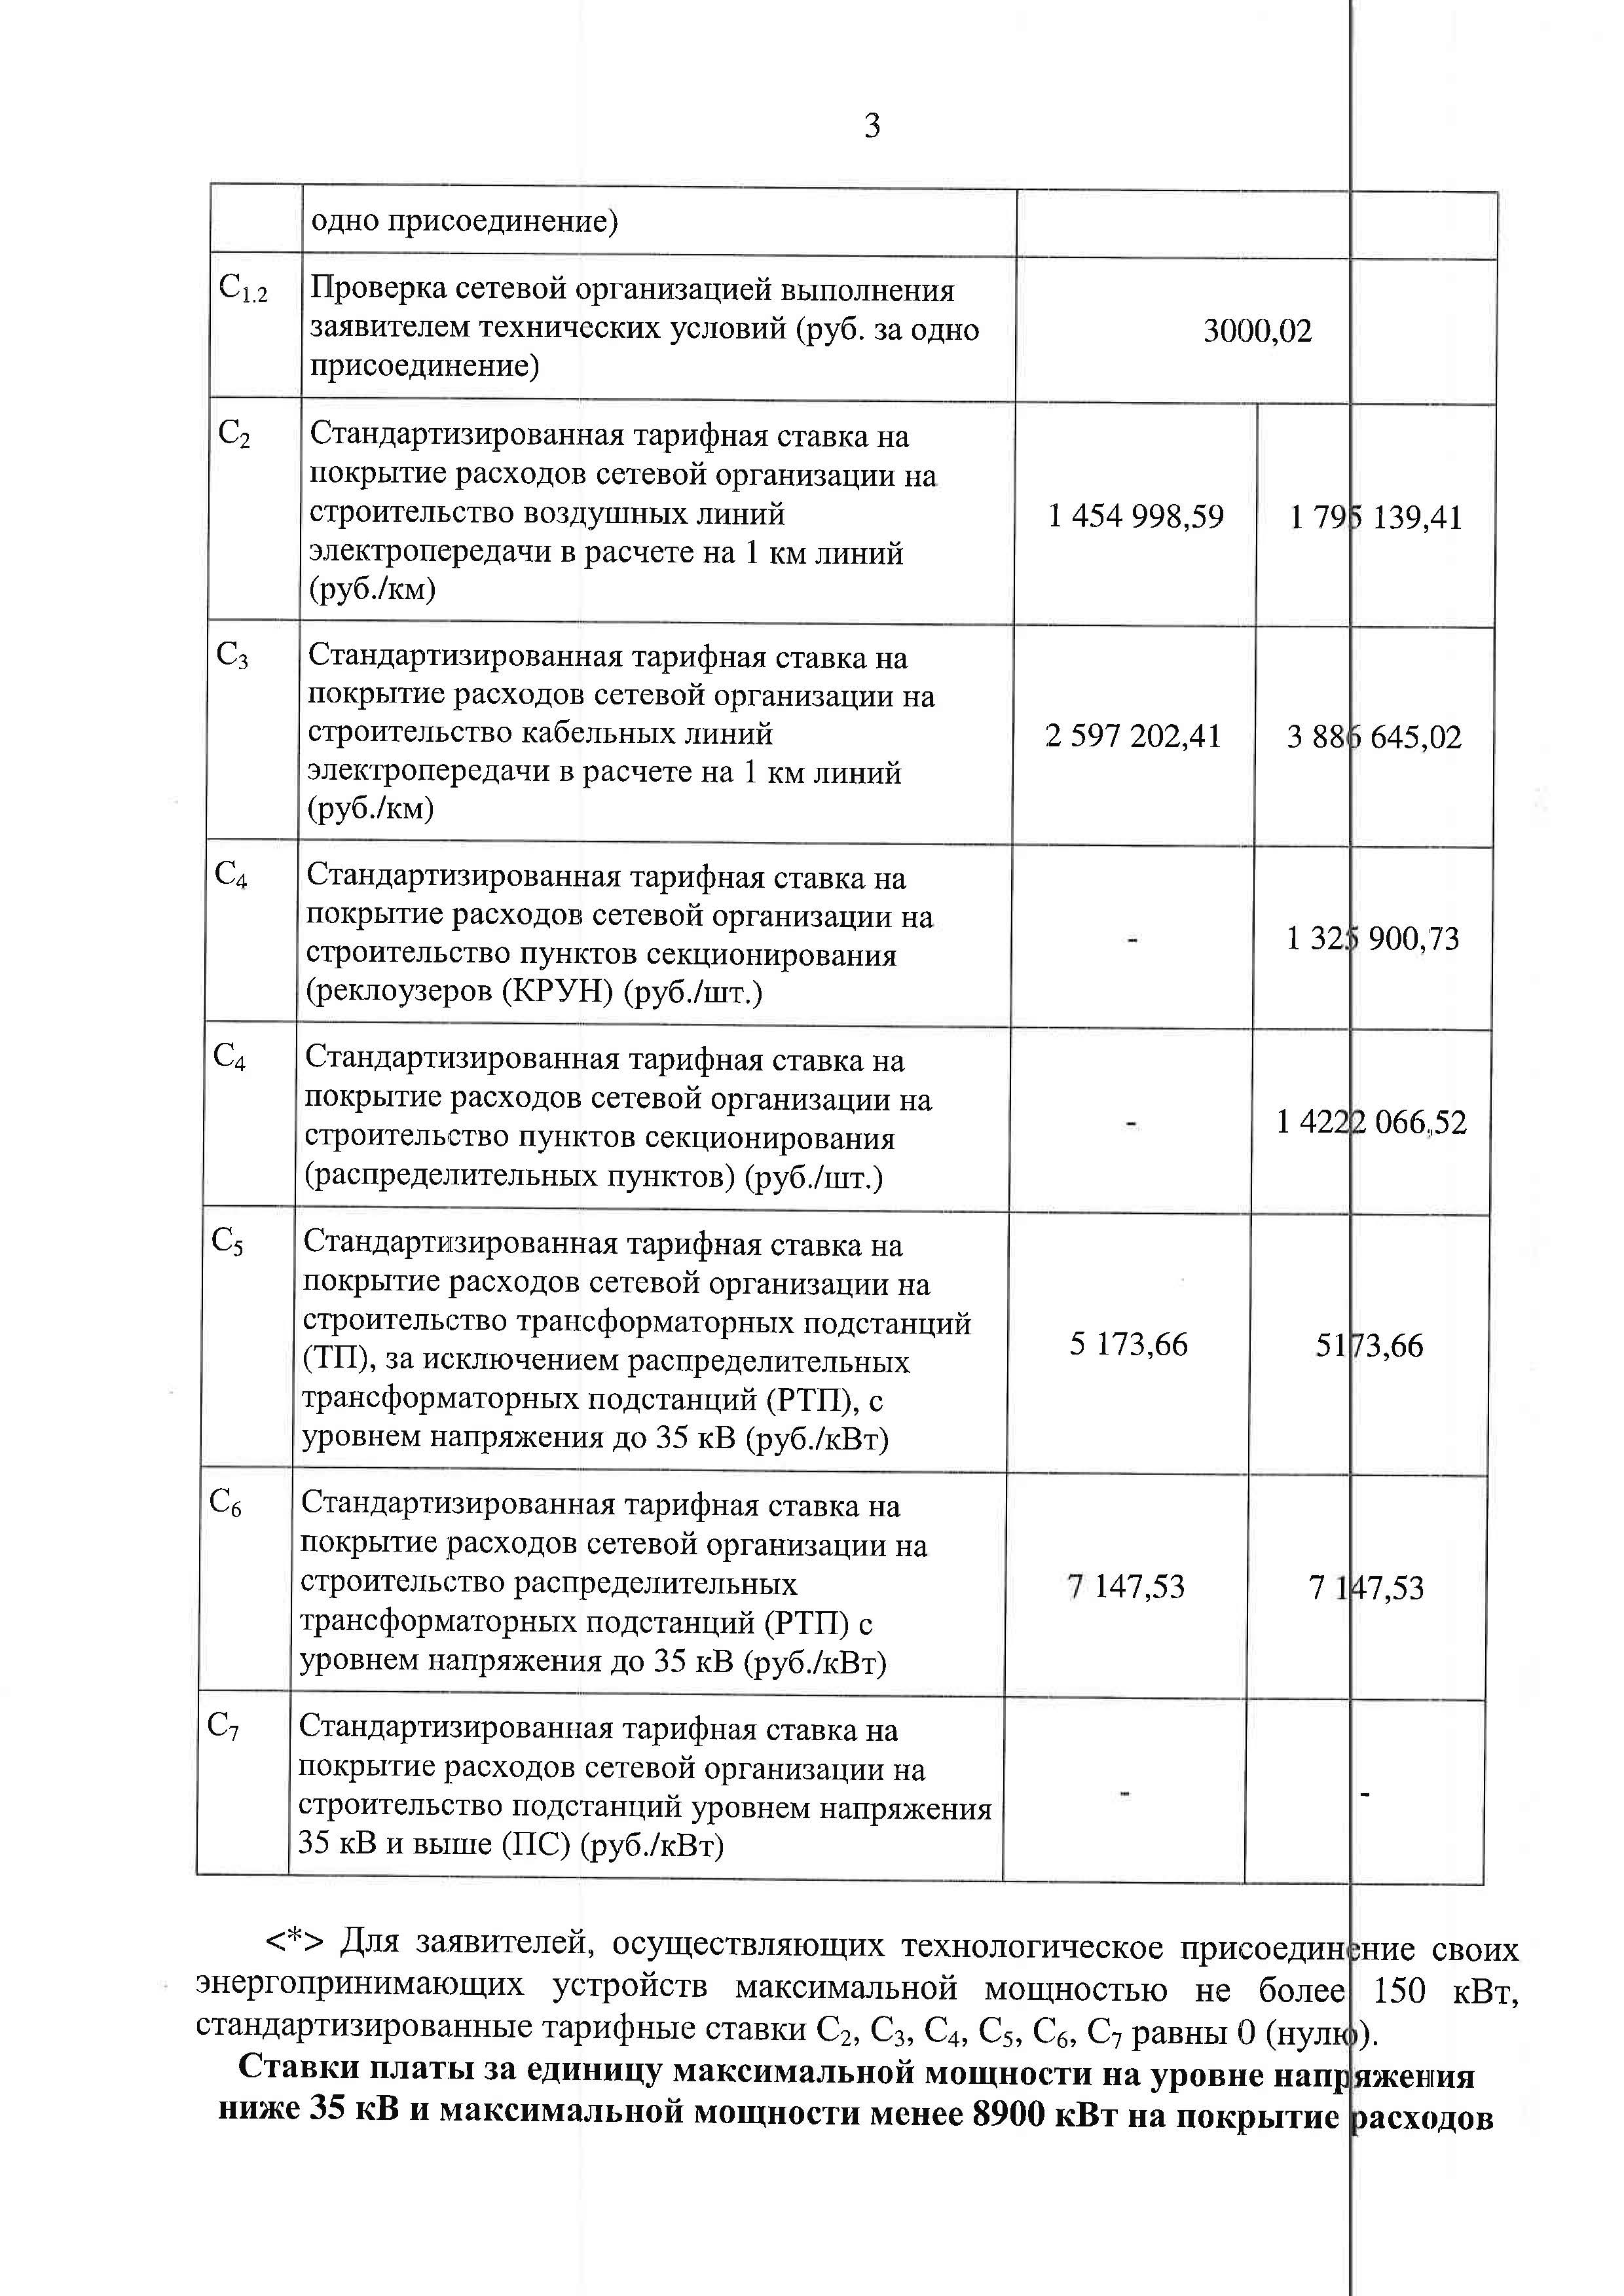 3
одно присоединение)
С1.2
Проверка сетевой организацией выполнения
заявителем технических условий (руб. за одно
присоединение)
3000,02
С2
Стандартизированная тарифная ставка на
покрытие расходов сетевой организации на
строительство воздушных линий
электропередачи в расчете на 1 км линий
(руб./км)
1 454 998,59
1 795 139,41
С3
Стандартизированная тарифная ставка на
покрытие расходов сетевой организации на
строительство кабельных линий
электропередачи в расчете на 1 км линий
(руб./км)
2 597 202,41
3 886 645,02
С4
Стандартизированная тарифная ставка на
покрытие расходов сетевой организации на
строительство пунктов секционирования
(реклоузеров (КРУН) (руб./шт.)
-
1 325 900,73
С4
Стандартизированная тарифная ставка на
покрытие расходов сетевой организации на
строительство пунктов секционирования
(распределительных пунктов) (руб./шт.)
-
1 4222 066,,52
С5
Стандартизированная тарифная ставка на
покрытие расходов сетевой организации на
строительство трансформаторных подстанций
(ТП), за исключением распределительных
трансформаторных подстанций (РТП), с
уровнем напряжения до 35 кВ (руб./кВт)
5 173,66
5173,66
С6
Стандартизированная тарифная ставка на
покрытие расходов сетевой организации на
строительство распределительных
трансформаторных подстанций (РТП) с
уровнем напряжения до 35 кВ (руб./кВт)
7 147,53
7 147,53
С7
Стандартизированная тарифная ставка на
покрытие расходов сетевой организации на
строительство подстанций уровнем напряжения
35 кВ и выше (ПС) (руб./кВт)
-
-
<*> Для заявителей, осуществляющих технологическое присоединение своих
энергопринимающих устройств максимальной мощностью не более 150 кВт,
стандартизированные тарифные ставки С2, С3, С4, С5, С6, С7 равны 0 (нулю).
Ставки платы за единицу максимальной мощности на уровне напряжения
ниже 35 кВ и максимальной мощности менее 8900 кВт на покрытие расходов